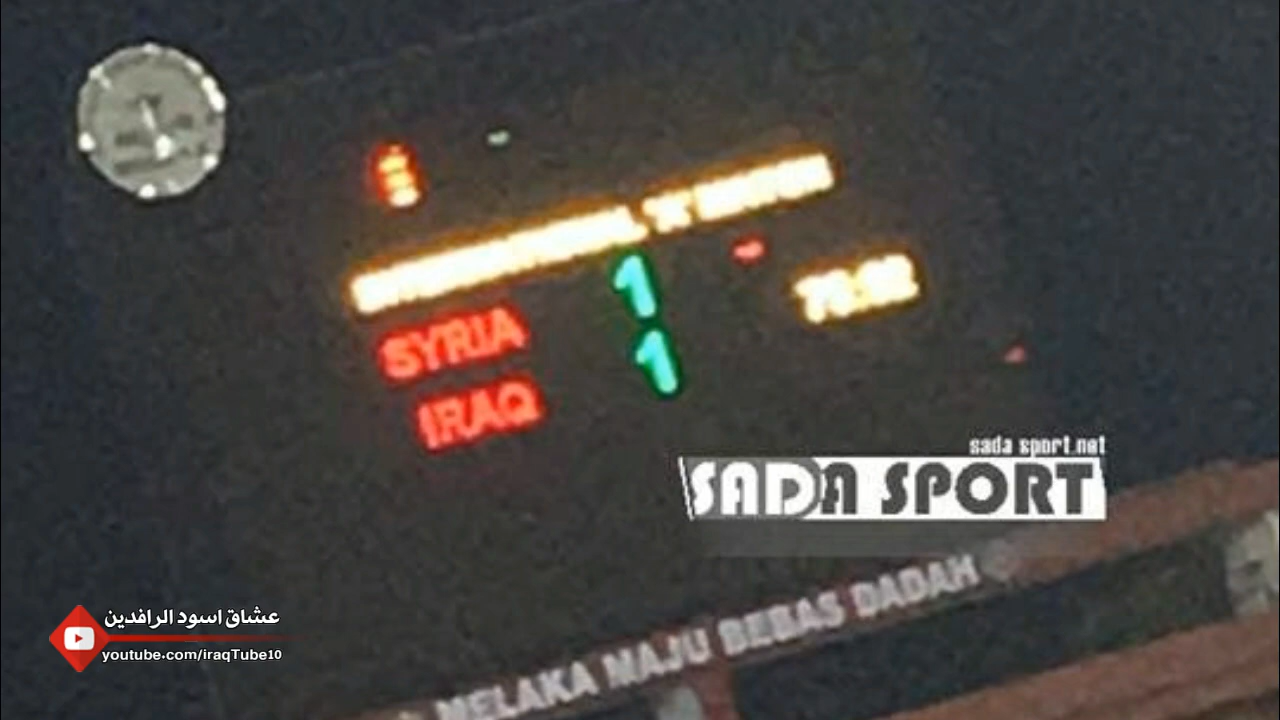 SYRIA 1
IRAQ 1
sada sport.net
SADA SPORT
MELAKA MAJU BEBAS DADAH
عشاق اسود الرافدين
youtube.com/iraqTube10